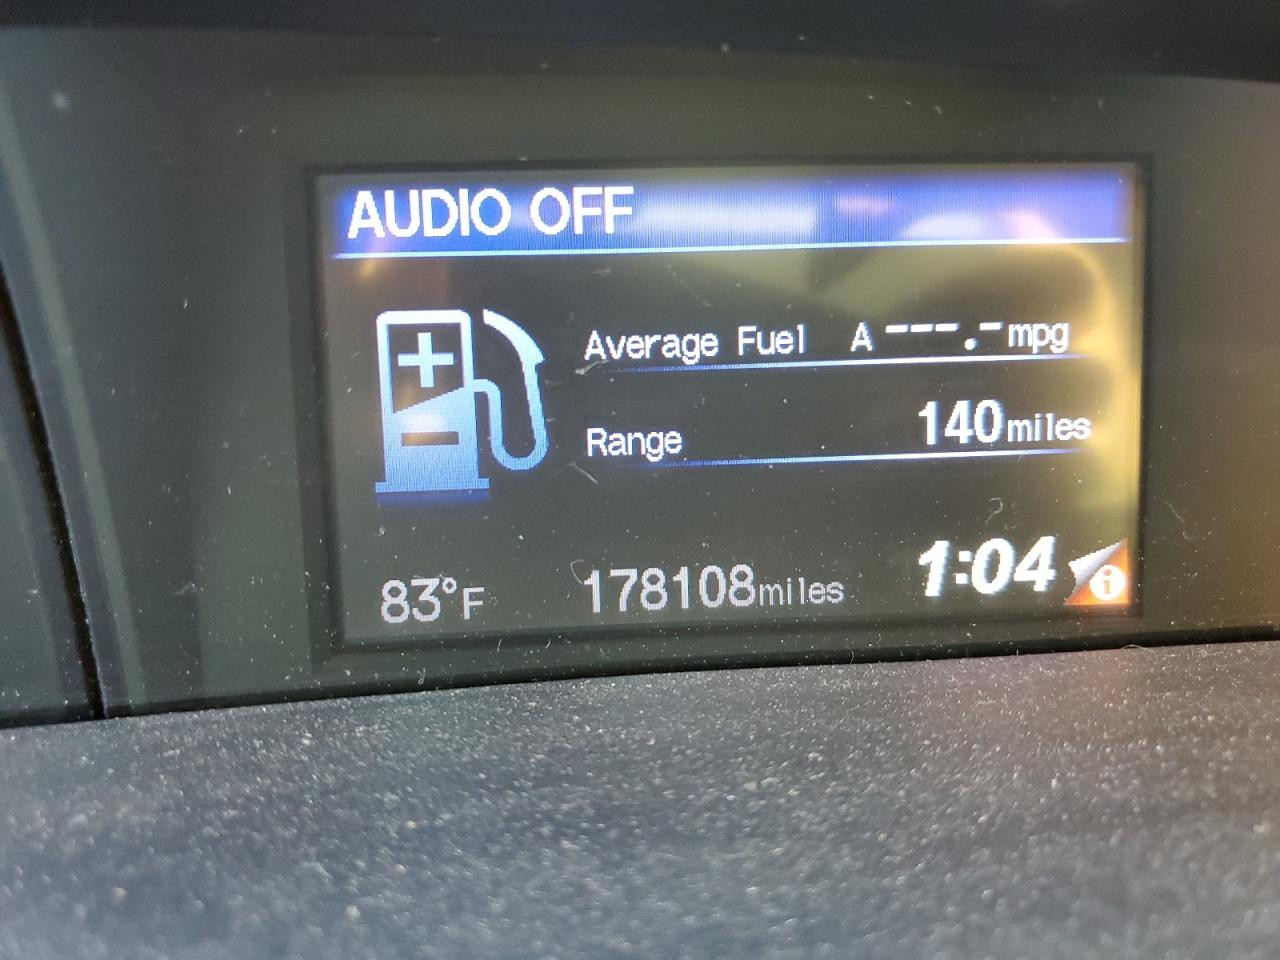 AUDIO OFF
Average Fuel A ---.- mpg
Range 140 miles
83°F 178108 miles 1:04 i